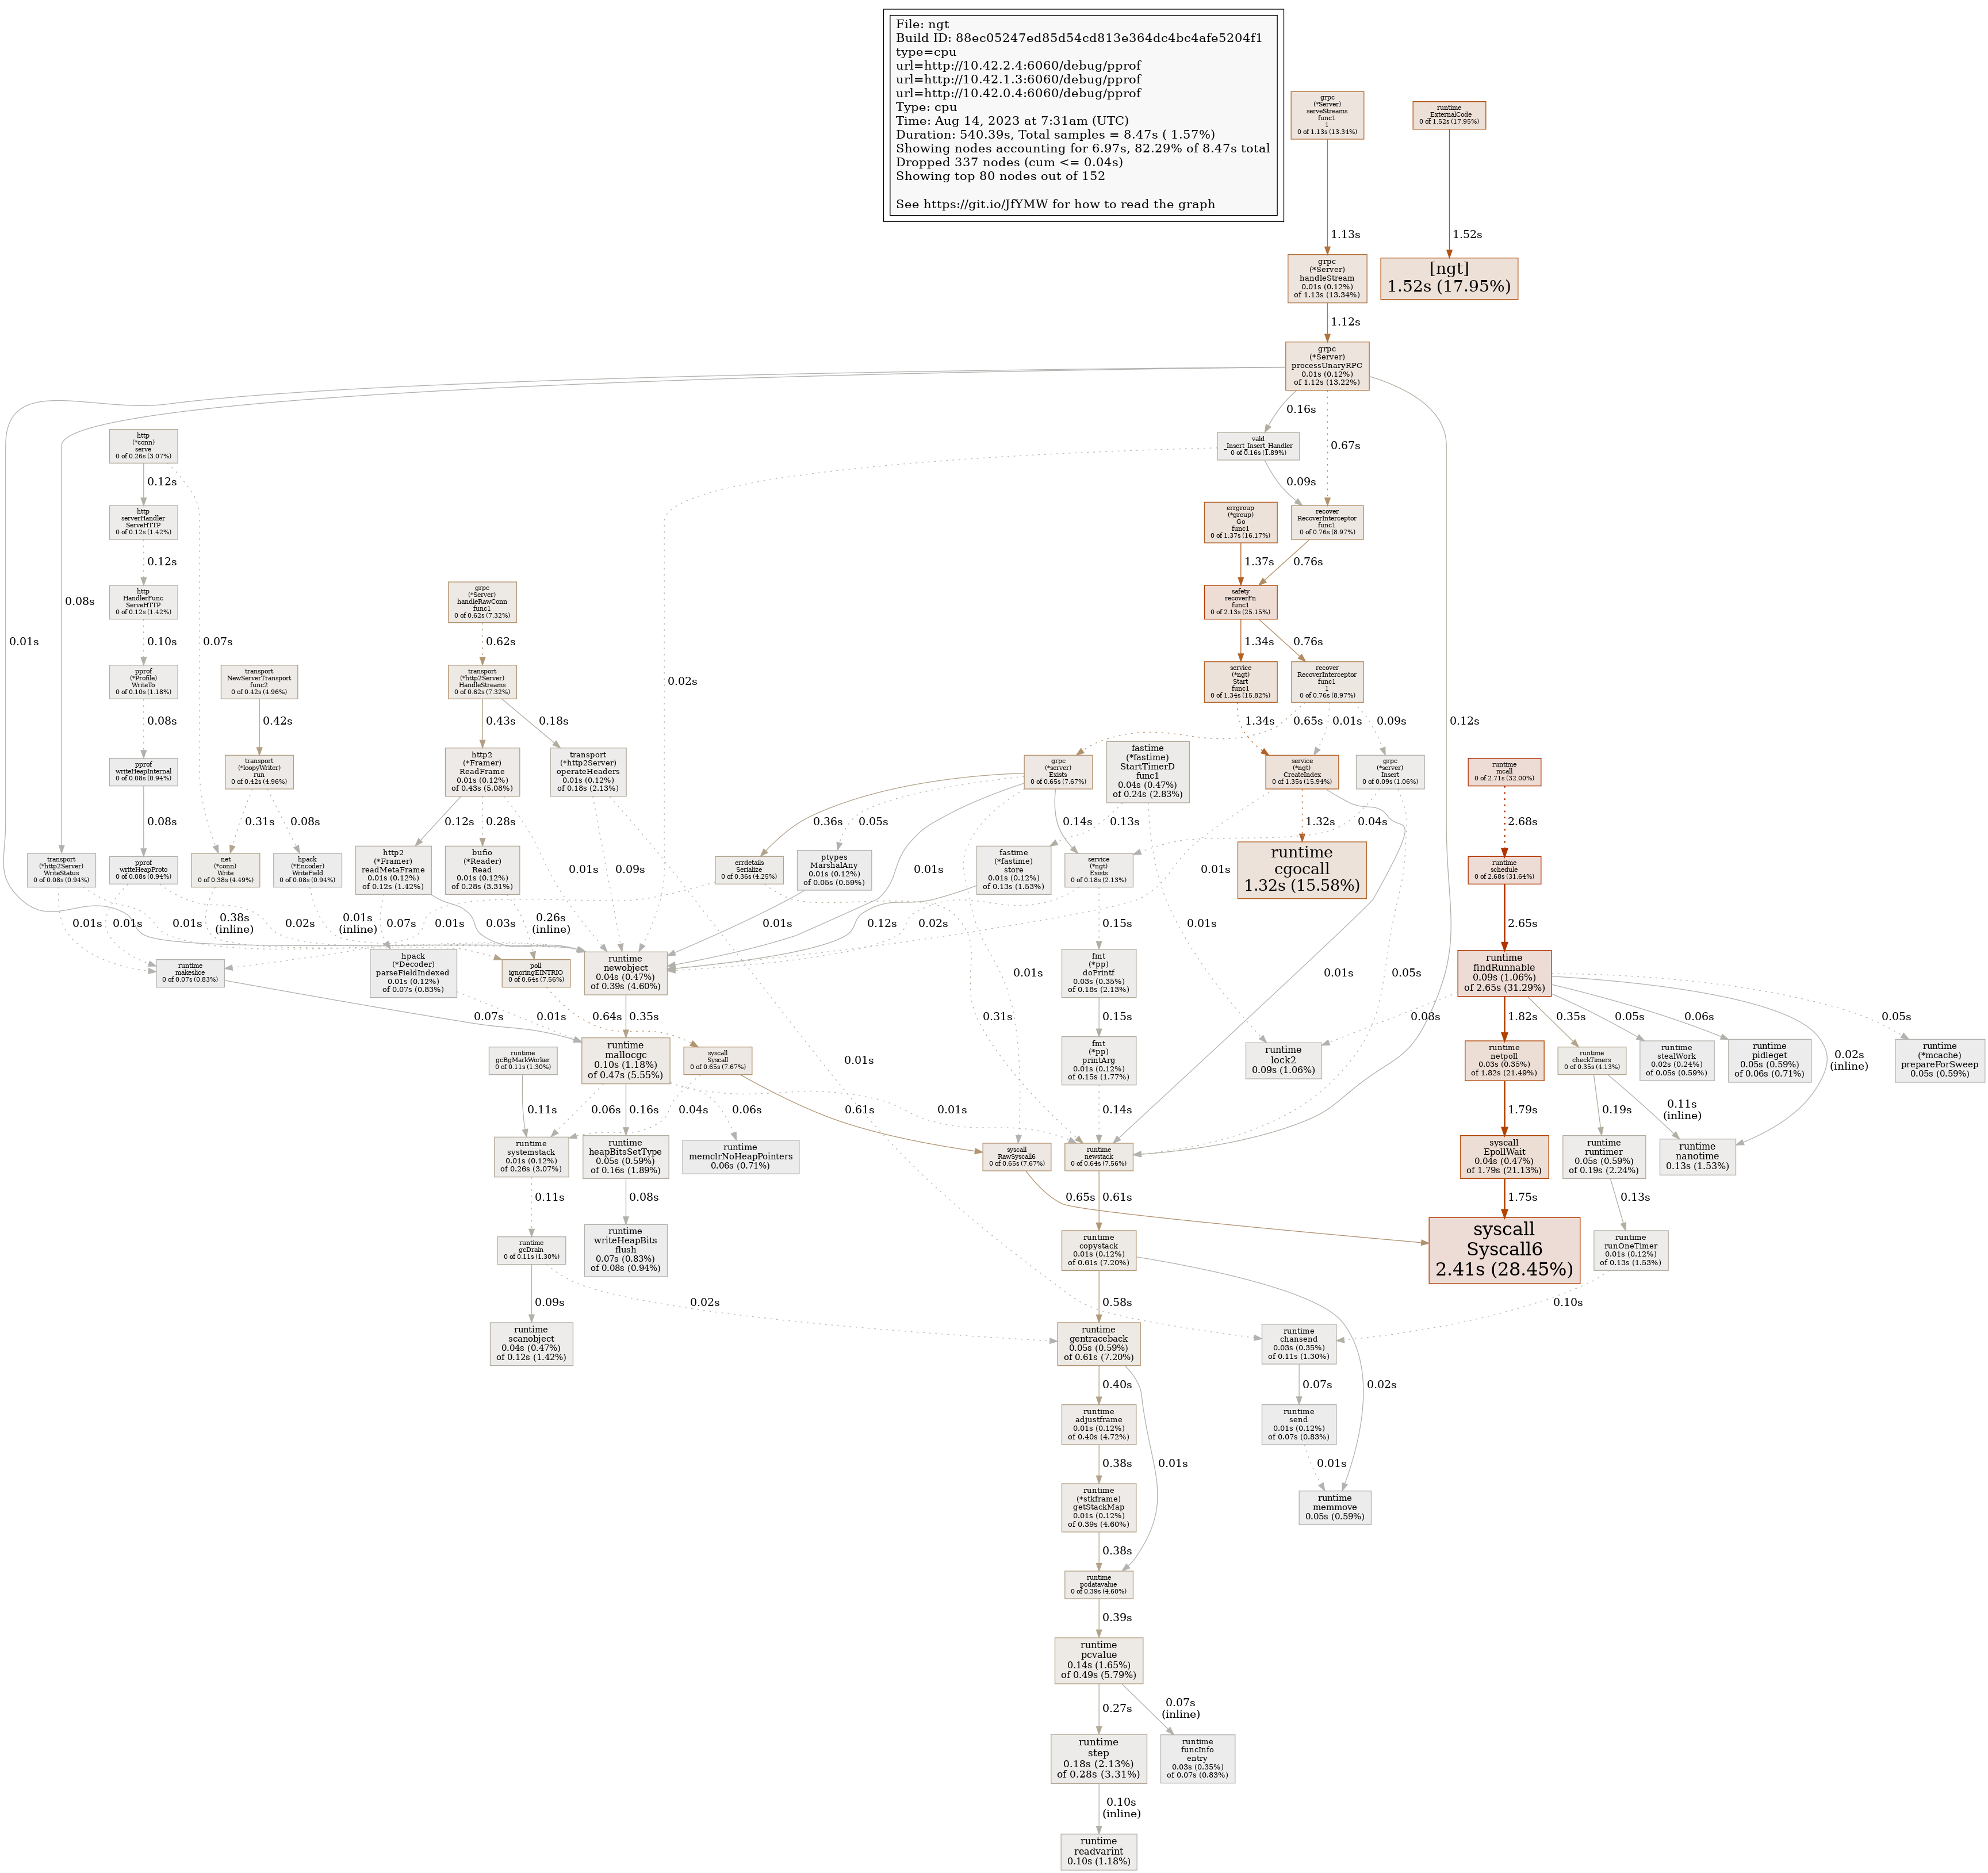 File: ngt
Build ID: 88ec05247ed85d54cd813e364dc4bc4afe5204f1
type=cpu
url=http://10.42.2.4:6060/debug/pprof
url=http://10.42.1.3:6060/debug/pprof
url=http://10.42.0.4:6060/debug/pprof
Type: cpu
Time: Aug 14, 2023 at 7:31am (UTC)
Duration: 540.39s, Total samples = 8.47s ( 1.57%)
Showing nodes accounting for 6.97s, 82.29% of 8.47s total
Dropped 337 nodes (cum <= 0.04s)
Showing top 80 nodes out of 152
See https://git.io/JfYMW for how to read the graph
grpc
(*Server)
serveStreams
func1
1
0 of 1.13s (13.34%)
runtime
_ExternalCode
0 of 1.52s (17.95%)
1.13s
1.52s
grpc
(*Server)
handleStream
0.01s (0.12%)
of 1.13s (13.34%)
[ngt]
1.52s (17.95%)
1.12s
grpc
(*Server)
processUnaryRPC
0.01s (0.12%)
of 1.12s (13.22%)
0.16s
0.67s
http
(*conn)
serve
0 of 0.26s (3.07%)
vald
_Insert_Insert_Handler
0 of 0.16s (1.89%)
0.12s
0.09s
http
serverHandler
ServeHTTP
0 of 0.12s (1.42%)
errgroup
(*group)
Go
func1
0 of 1.37s (16.17%)
recover
RecoverInterceptor
func1
0 of 0.76s (8.97%)
0.12s
1.37s
0.76s
http
HandlerFunc
ServeHTTP
0 of 0.12s (1.42%)
grpc
(*Server)
handleRawConn
func1
0 of 0.62s (7.32%)
safety
recoverFn
func1
0 of 2.13s (25.15%)
0.08s
0.01s
0.10s
0.07s
0.62s
1.34s
0.76s
0.02s
0.12s
pprof
(*Profile)
WriteTo
0 of 0.10s (1.18%)
transport
NewServerTransport
func2
0 of 0.42s (4.96%)
transport
(*http2Server)
HandleStreams
0 of 0.62s (7.32%)
service
(*ngt)
Start
func1
0 of 1.34s (15.82%)
recover
RecoverInterceptor
func1
1
0 of 0.76s (8.97%)
0.08s
0.42s
0.43s
0.18s
1.34s
0.65s
0.01s
0.09s
pprof
writeHeapInternal
0 of 0.08s (0.94%)
transport
(*loopyWriter)
run
0 of 0.42s (4.96%)
http2
(*Framer)
ReadFrame
0.01s (0.12%)
of 0.43s (5.08%)
transport
(*http2Server)
operateHeaders
0.01s (0.12%)
of 0.18s (2.13%)
grpc
(*server)
Exists
0 of 0.65s (7.67%)
fastime
(*fastime)
StartTimerD
func1
0.04s (0.47%)
of 0.24s (2.83%)
service
(*ngt)
CreateIndex
0 of 1.35s (15.94%)
grpc
(*server)
Insert
0 of 0.09s (1.06%)
runtime
mcall
0 of 2.71s (32.00%)
0.08s
0.31s
0.08s
0.12s
0.28s
0.01s
0.09s
0.36s
0.05s
0.01s
0.14s
0.13s
0.01s
1.32s
0.04s
2.68s
transport
(*http2Server)
WriteStatus
0 of 0.08s (0.94%)
pprof
writeHeapProto
0 of 0.08s (0.94%)
net
(*conn)
Write
0 of 0.38s (4.49%)
hpack
(*Encoder)
WriteField
0 of 0.08s (0.94%)
http2
(*Framer)
readMetaFrame
0.01s (0.12%)
of 0.12s (1.42%)
bufio
(*Reader)
Read
0.01s (0.12%)
of 0.28s (3.31%)
errdetails
Serialize
0 of 0.36s (4.25%)
ptypes
MarshalAny
0.01s (0.12%)
of 0.05s (0.59%)
fastime
(*fastime)
store
0.01s (0.12%)
of 0.13s (1.53%)
service
(*ngt)
Exists
0 of 0.18s (2.13%)
runtime
cgocall
1.32s (15.58%)
runtime
schedule
0 of 2.68s (31.64%)
0.01s
0.01s
0.01s
0.38s
(inline)
0.02s
0.01s
(inline)
0.07s
0.01s
0.03s
0.26s
(inline)
0.01s
0.12s
0.02s
0.15s
0.01s
2.65s
runtime
makeslice
0 of 0.07s (0.83%)
hpack
(*Decoder)
parseFieldIndexed
0.01s (0.12%)
of 0.07s (0.83%)
poll
ignoringEINTRIO
0 of 0.64s (7.56%)
runtime
newobject
0.04s (0.47%)
of 0.39s (4.60%)
fmt
(*pp)
doPrintf
0.03s (0.35%)
of 0.18s (2.13%)
runtime
findRunnable
0.09s (1.06%)
of 2.65s (31.29%)
0.07s
0.01s
0.64s
0.35s
0.31s
0.01s
0.15s
0.01s
0.05s
0.08s
1.82s
0.35s
0.05s
0.06s
0.02s
(inline)
0.05s
runtime
gcBgMarkWorker
0 of 0.11s (1.30%)
runtime
mallocgc
0.10s (1.18%)
of 0.47s (5.55%)
syscall
Syscall
0 of 0.65s (7.67%)
fmt
(*pp)
printArg
0.01s (0.12%)
of 0.15s (1.77%)
runtime
lock2
0.09s (1.06%)
runtime
netpoll
0.03s (0.35%)
of 1.82s (21.49%)
runtime
checkTimers
0 of 0.35s (4.13%)
runtime
stealWork
0.02s (0.24%)
of 0.05s (0.59%)
runtime
pidleget
0.05s (0.59%)
of 0.06s (0.71%)
runtime
(*mcache)
prepareForSweep
0.05s (0.59%)
0.11s
0.06s
0.16s
0.04s
0.06s
0.61s
0.01s
0.01s
0.14s
1.79s
0.19s
0.11s
(inline)
runtime
systemstack
0.01s (0.12%)
of 0.26s (3.07%)
runtime
heapBitsSetType
0.05s (0.59%)
of 0.16s (1.89%)
runtime
memclrNoHeapPointers
0.06s (0.71%)
syscall
RawSyscall6
0 of 0.65s (7.67%)
runtime
newstack
0 of 0.64s (7.56%)
syscall
EpollWait
0.04s (0.47%)
of 1.79s (21.13%)
runtime
runtimer
0.05s (0.59%)
of 0.19s (2.24%)
runtime
nanotime
0.13s (1.53%)
0.11s
0.08s
0.65s
0.61s
1.75s
0.13s
runtime
gcDrain
0 of 0.11s (1.30%)
runtime
writeHeapBits
flush
0.07s (0.83%)
of 0.08s (0.94%)
runtime
copystack
0.01s (0.12%)
of 0.61s (7.20%)
syscall
Syscall6
2.41s (28.45%)
runtime
runOneTimer
0.01s (0.12%)
of 0.13s (1.53%)
0.09s
0.02s
0.58s
0.02s
0.10s
runtime
scanobject
0.04s (0.47%)
of 0.12s (1.42%)
runtime
gentraceback
0.05s (0.59%)
of 0.61s (7.20%)
runtime
chansend
0.03s (0.35%)
of 0.11s (1.30%)
0.40s
0.01s
0.07s
runtime
adjustframe
0.01s (0.12%)
of 0.40s (4.72%)
runtime
send
0.01s (0.12%)
of 0.07s (0.83%)
0.38s
0.01s
runtime
(*stkframe)
getStackMap
0.01s (0.12%)
of 0.39s (4.60%)
runtime
memmove
0.05s (0.59%)
0.38s
runtime
pcdatavalue
0 of 0.39s (4.60%)
0.39s
runtime
pcvalue
0.14s (1.65%)
of 0.49s (5.79%)
0.27s
0.07s
(inline)
runtime
step
0.18s (2.13%)
of 0.28s (3.31%)
runtime
funcInfo
entry
0.03s (0.35%)
of 0.07s (0.83%)
0.10s
(inline)
runtime
readvarint
0.10s (1.18%)